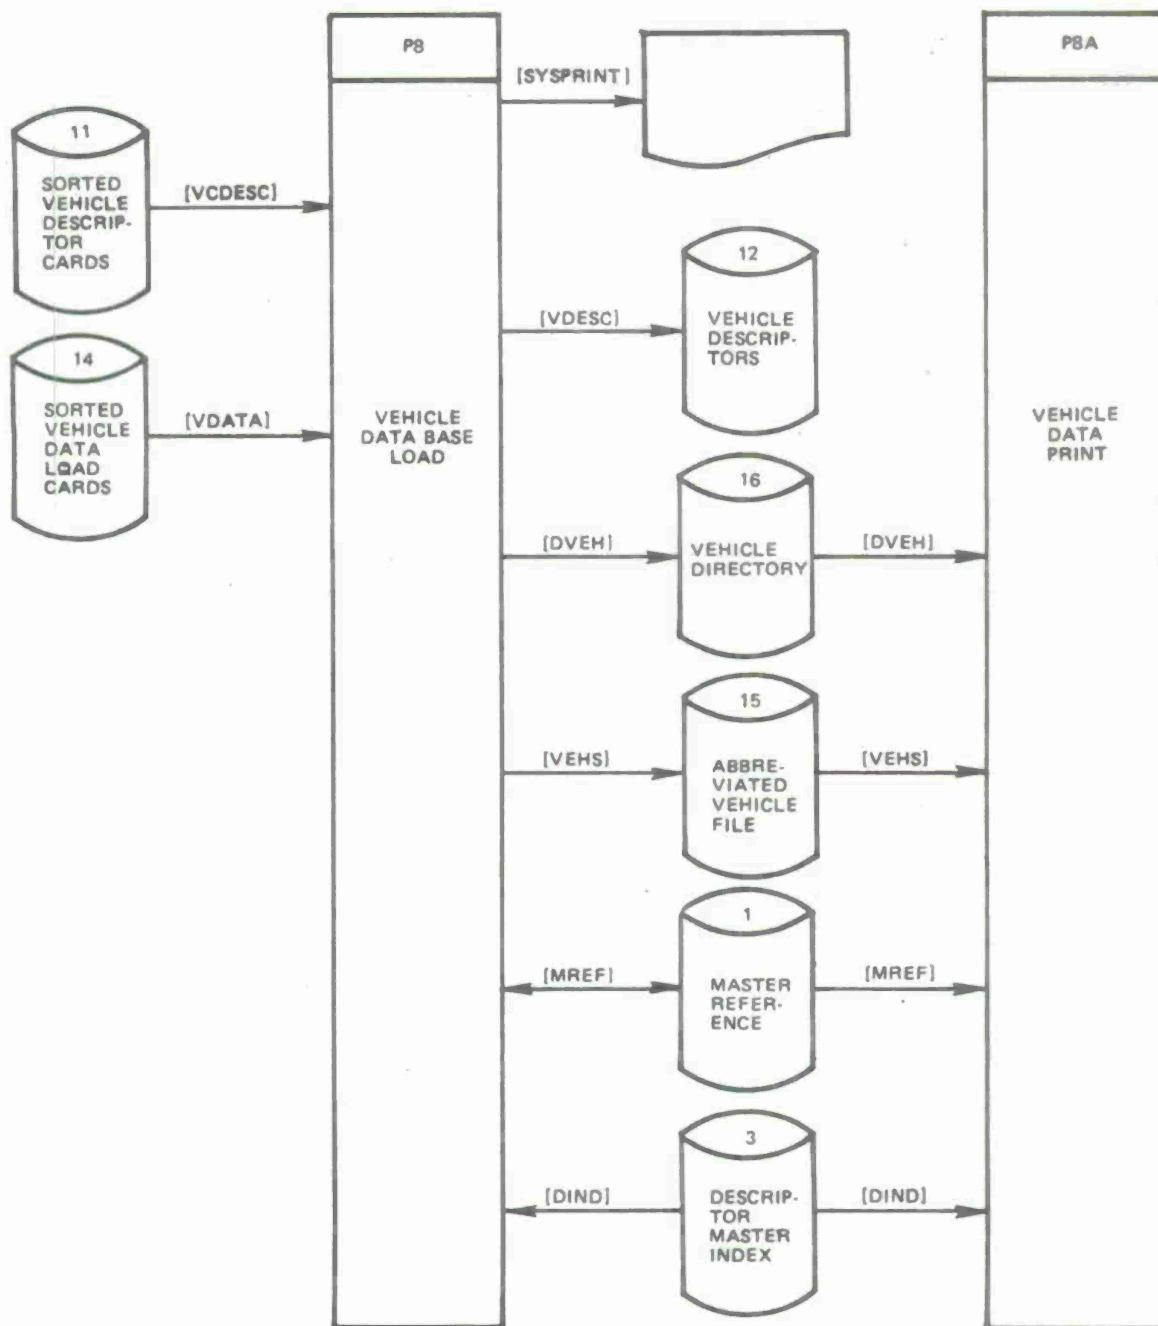 P8
P8A
[SYSPRINT]
11
SORTED
VEHICLE
DESCRIP-
TOR
CARDS
[VCDESC]
12
VEHICLE
DESCRIP-
TORS
[VDESC]
14
SORTED
VEHICLE
DATA
LOAD
CARDS
[VDATA]
VEHICLE
DATA BASE
LOAD
VEHICLE
DATA
PRINT
16
VEHICLE
DIRECTORY
[DVEH]
[DVEH]
15
ABBRE-
VIATED
VEHICLE
FILE
[VEHS]
[VEHS]
1
MASTER
REFER-
ENCE
[MREF]
[MREF]
3
DESCRIP-
TOR
MASTER
INDEX
[DIND]
[DIND]